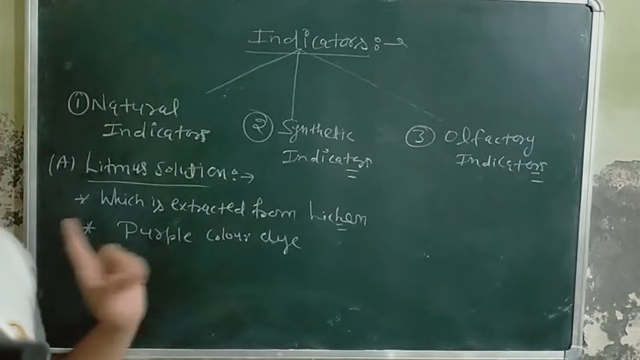 Indicators :→
① Natural
Indicators
② Synthetic
Indicaters
③ Olfactory
Indicators
(A) Litmus solution :→
* Which is extracted from Lichen
* Purple colour dye